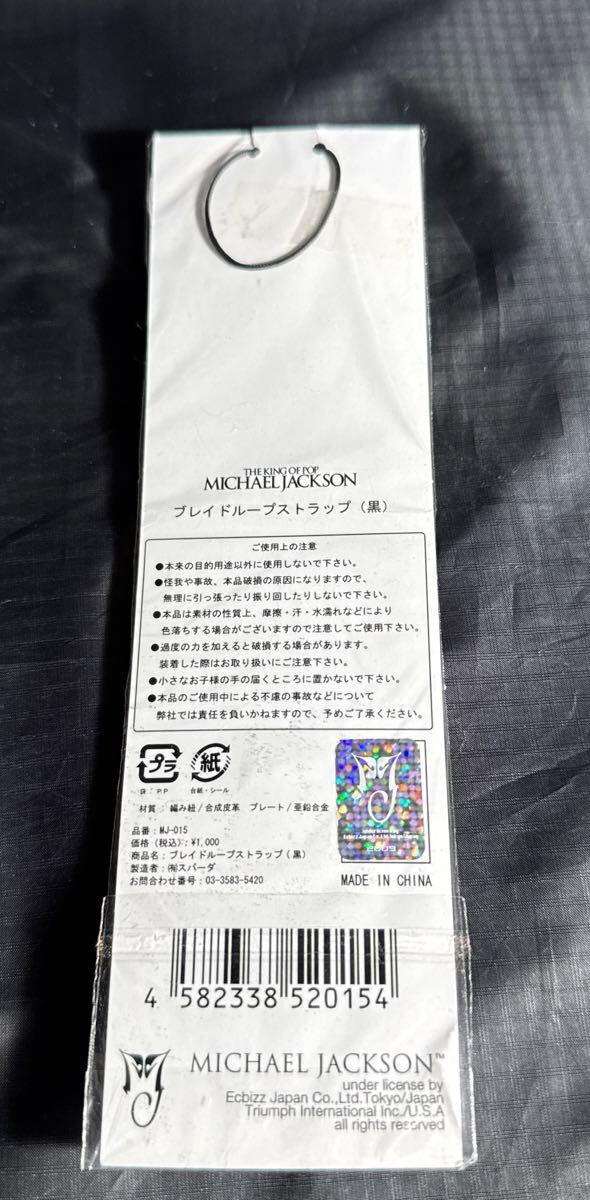 THE KING OF POP
MICHAEL JACKSON
ブレイドループストラップ（黒）
ご使用上の注意
●本来の目的用途以外に使用しないで下さい。
●怪我や事故、本品破損の原因になりますので、
無理に引っ張ったり振り回したりしないで下さい。
●本品は素材の性質上、摩擦・汗・水濡れなどにより
色落ちする場合がございますので注意してご使用下さい。
●過度の力を加えると破損する場合があります。
装着した際はお取り扱いにご注意下さい。
●小さなお子様の手の届くところに置かないで下さい。
●本品のご使用中による不慮の事故などについて
弊社では責任を負いかねますので、予めご了承ください。
プラ
紙
袋：PP
台紙・シール
材質：編み紐/合成皮革 プレート/亜鉛合金
品番：MJ-015
価格（税込）：¥1,000
商品名：ブレイドループストラップ（黒）
製造者：㈲スパーダ
お問合わせ番号：03-3583-5420
under license by
Ecbizz Japan Co.,Ltd.Tokyo/Japan
2009
MADE IN CHINA
4 582338 520154
MICHAEL JACKSON™
under license by
Ecbizz Japan Co.,Ltd.Tokyo/Japan
Triumph International Inc./U.S.A
all rights reserved